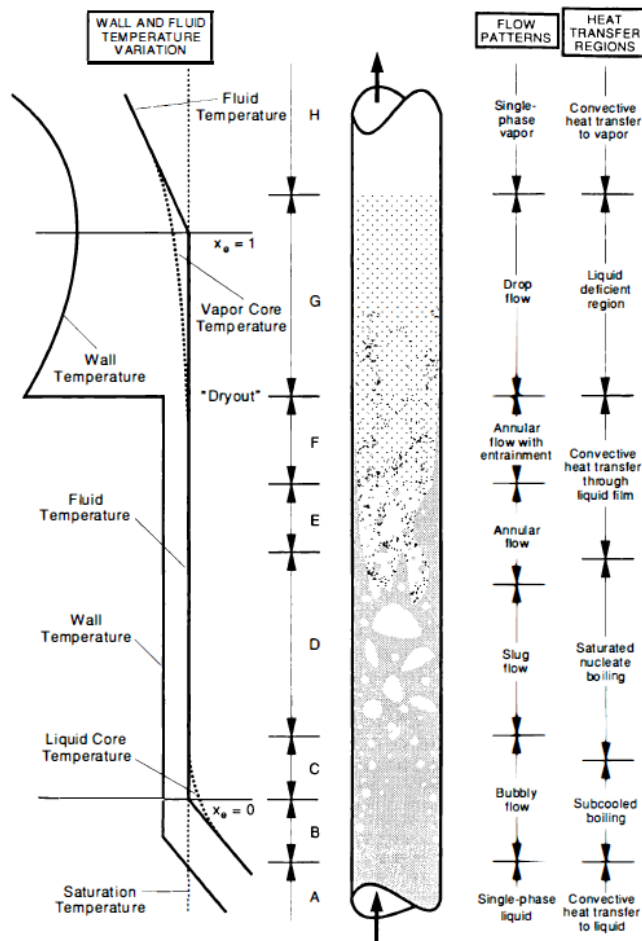 WALL AND FLUID
TEMPERATURE
VARIATION
FLOW
PATTERNS
HEAT
TRANSFER
REGIONS
Fluid
Temperature
H
Single-
phase
vapor
Convective
heat transfer
to vapor
x_e = 1
Vapor Core
Temperature
G
Drop
flow
Liquid
deficient
region
Wall
Temperature
"Dryout"
F
Annular
flow with
entrainment
Convective
heat transfer
through
liquid film
Fluid
Temperature
E
Annular
flow
Wall
Temperature
D
Slug
flow
Saturated
nucleate
boiling
Liquid Core
Temperature
C
x_e = 0
Bubbly
flow
Subcooled
boiling
B
Saturation
Temperature
A
Single-phase
liquid
Convective
heat transfer
to liquid